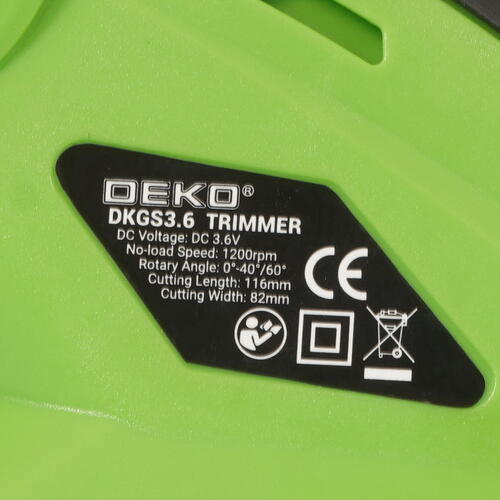 DEKO®
DKGS3.6 TRIMMER
DC Voltage: DC 3.6V
No-load Speed: 1200rpm
Rotary Angle: 0°-40°/60°
Cutting Length: 116mm
Cutting Width: 82mm
CE